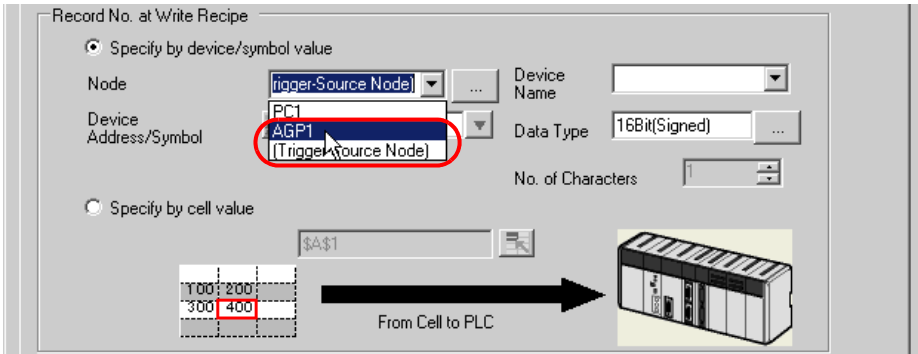 Record No. at Write Recipe
Specify by device/symbol value
Node
rigger-Source Node)
...
Device
Name
PC1
AGP1
(Trigger-Source Node)
Device
Address/Symbol
Data Type
16Bit(Signed)
...
No. of Characters
1
Specify by cell value
$A$1
100 200
300 400
From Cell to PLC